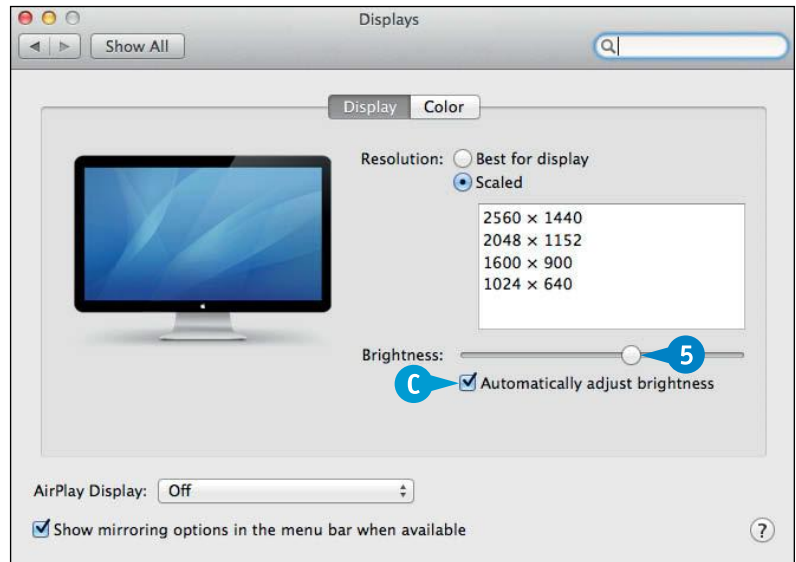 Displays
Show All
Display Color
Resolution: Best for display
Scaled
2560 × 1440
2048 × 1152
1600 × 900
1024 × 640
Brightness: 5
C Automatically adjust brightness
AirPlay Display: Off
Show mirroring options in the menu bar when available ?